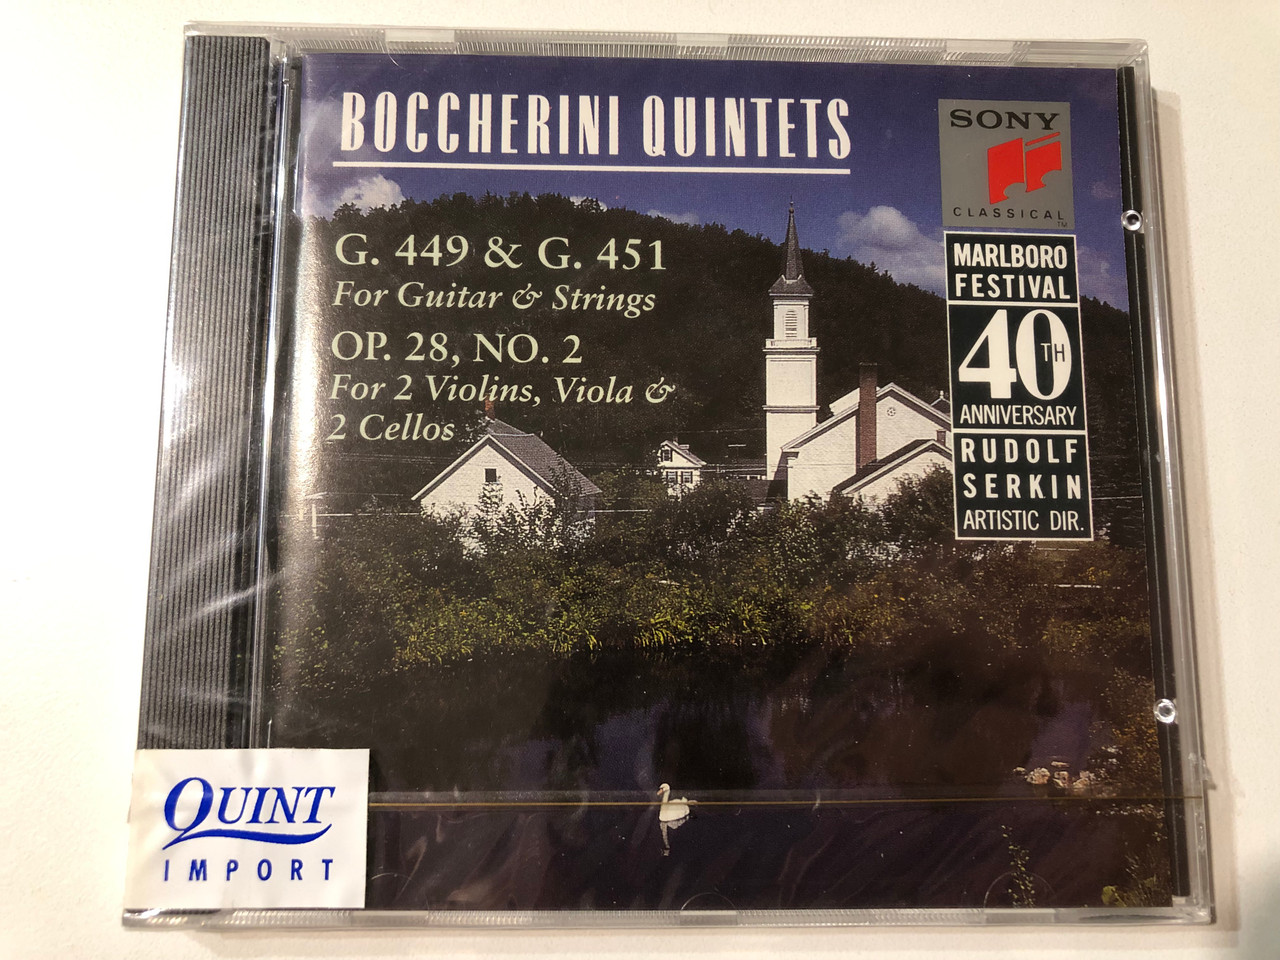 BOCCHERINI QUINTETS
G. 449 & G. 451
For Guitar & Strings
OP. 28, NO. 2
For 2 Violins, Viola &
2 Cellos
SONY
CLASSICAL™
MARLBORO
FESTIVAL
40TH
ANNIVERSARY
RUDOLF
SERKIN
ARTISTIC DIR.
QUINT
IMPORT